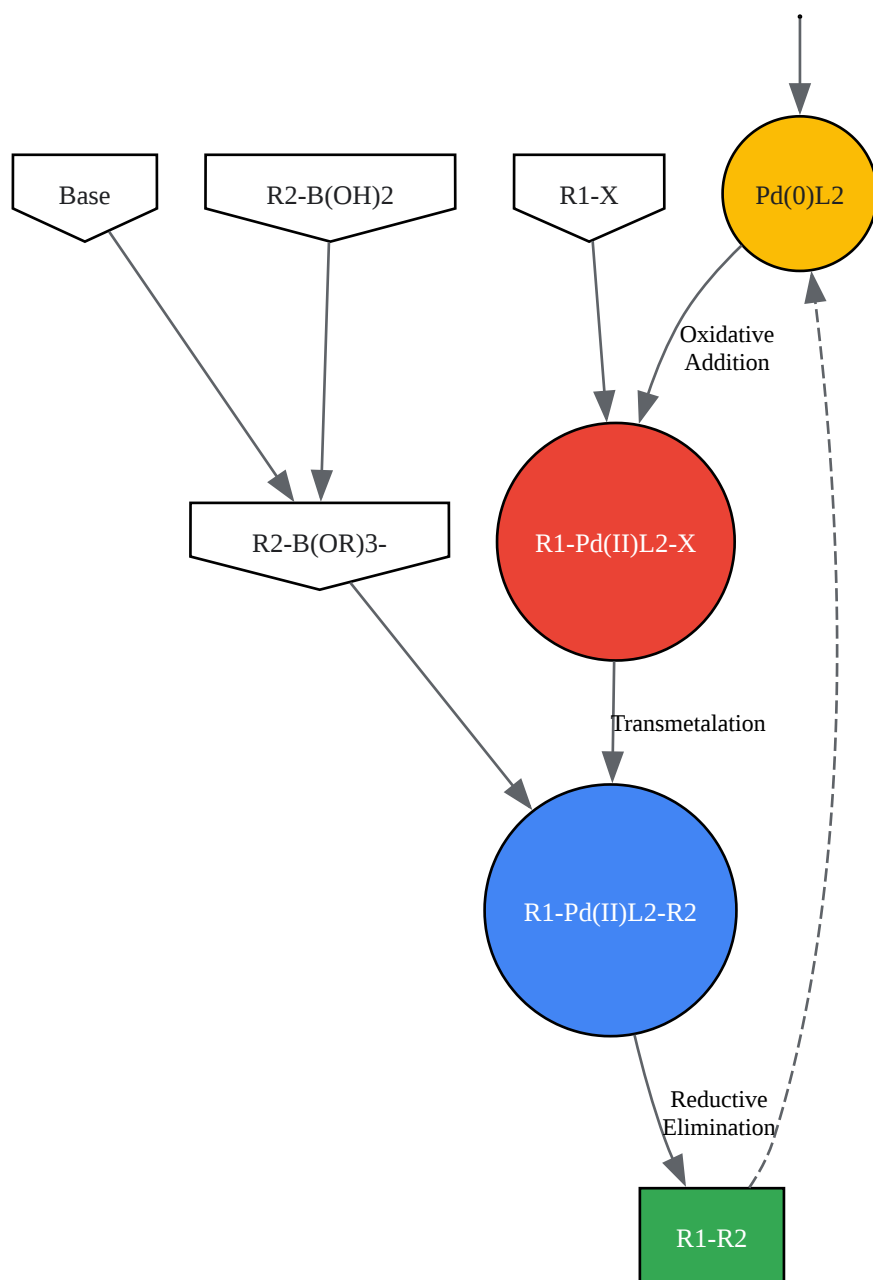 Base
R2-B(OH)2
R1-X
Pd(0)L2
Oxidative
Addition
R2-B(OR)3-
R1-Pd(II)L2-X
Transmetalation
R1-Pd(II)L2-R2
Reductive
Elimination
R1-R2